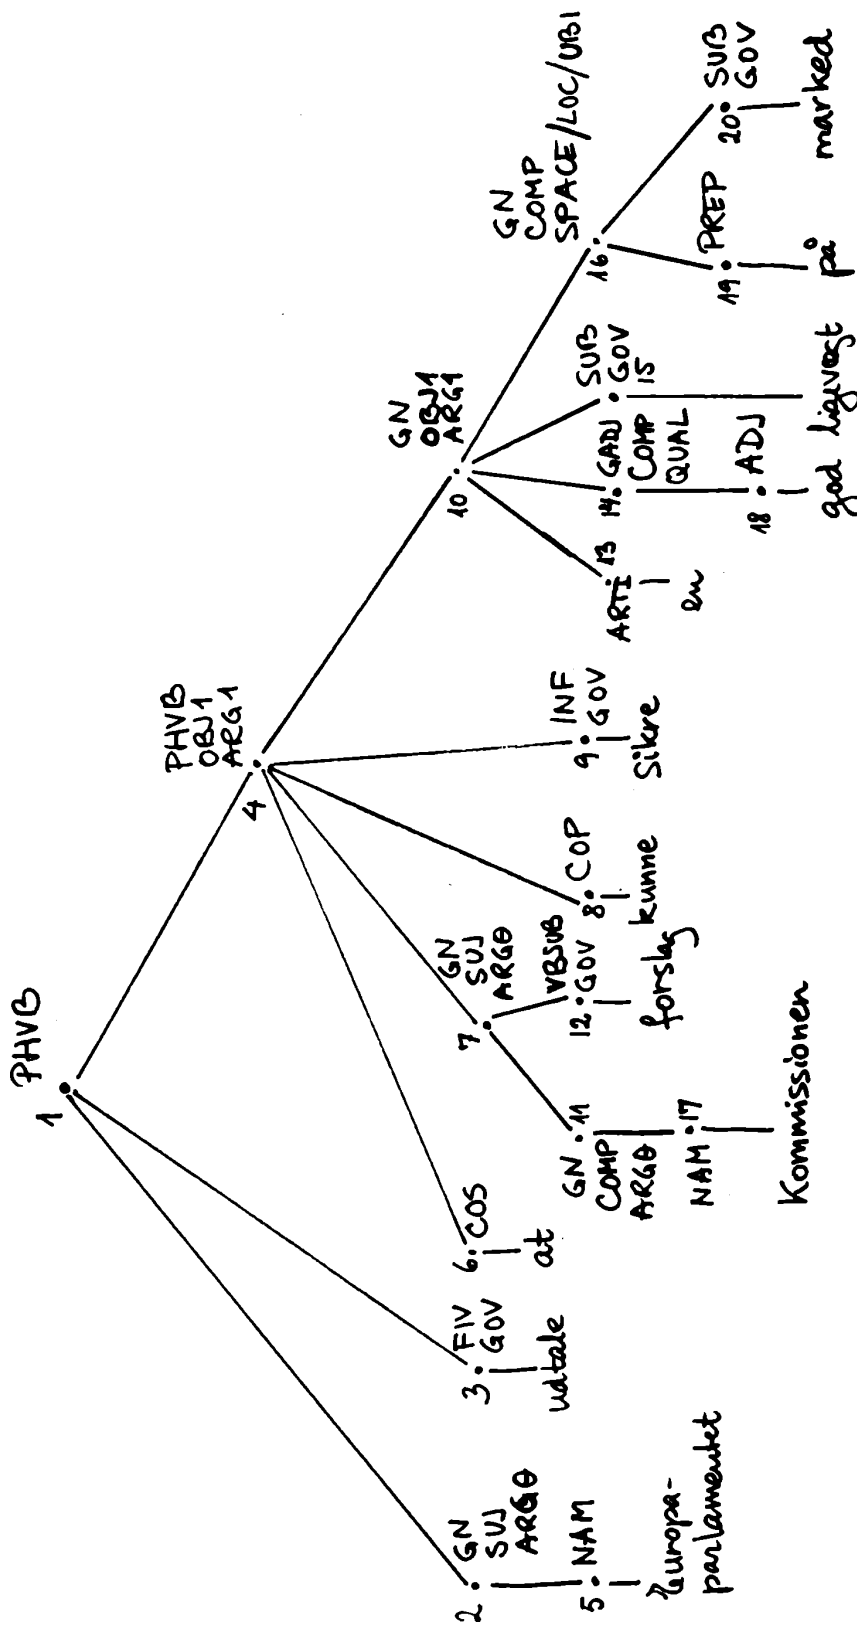 1 PHVB
PHVB
OBJ1
ARG1
4
GN
OBJ1
ARG1
10
GN
COMP
SPACE/LOC/UBI
16
2 GN
SUJ
ARGθ
3 FIV
GOV
udtale
6 COS
at
GN
SUJ
ARGθ
7
8 COP
kunne
9 INF
GOV
sikre
ARTI 13
en
14 GADJ
COMP
QUAL
SUB
GOV
15
19 PREP
på
20 SUB
GOV
marked
5 NAM
Europa-
parlamentet
GN 11
COMP
ARGθ
VBSUB
12 GOV
forslag
NAM 17
Kommissionen
18 ADJ
god ligevægt